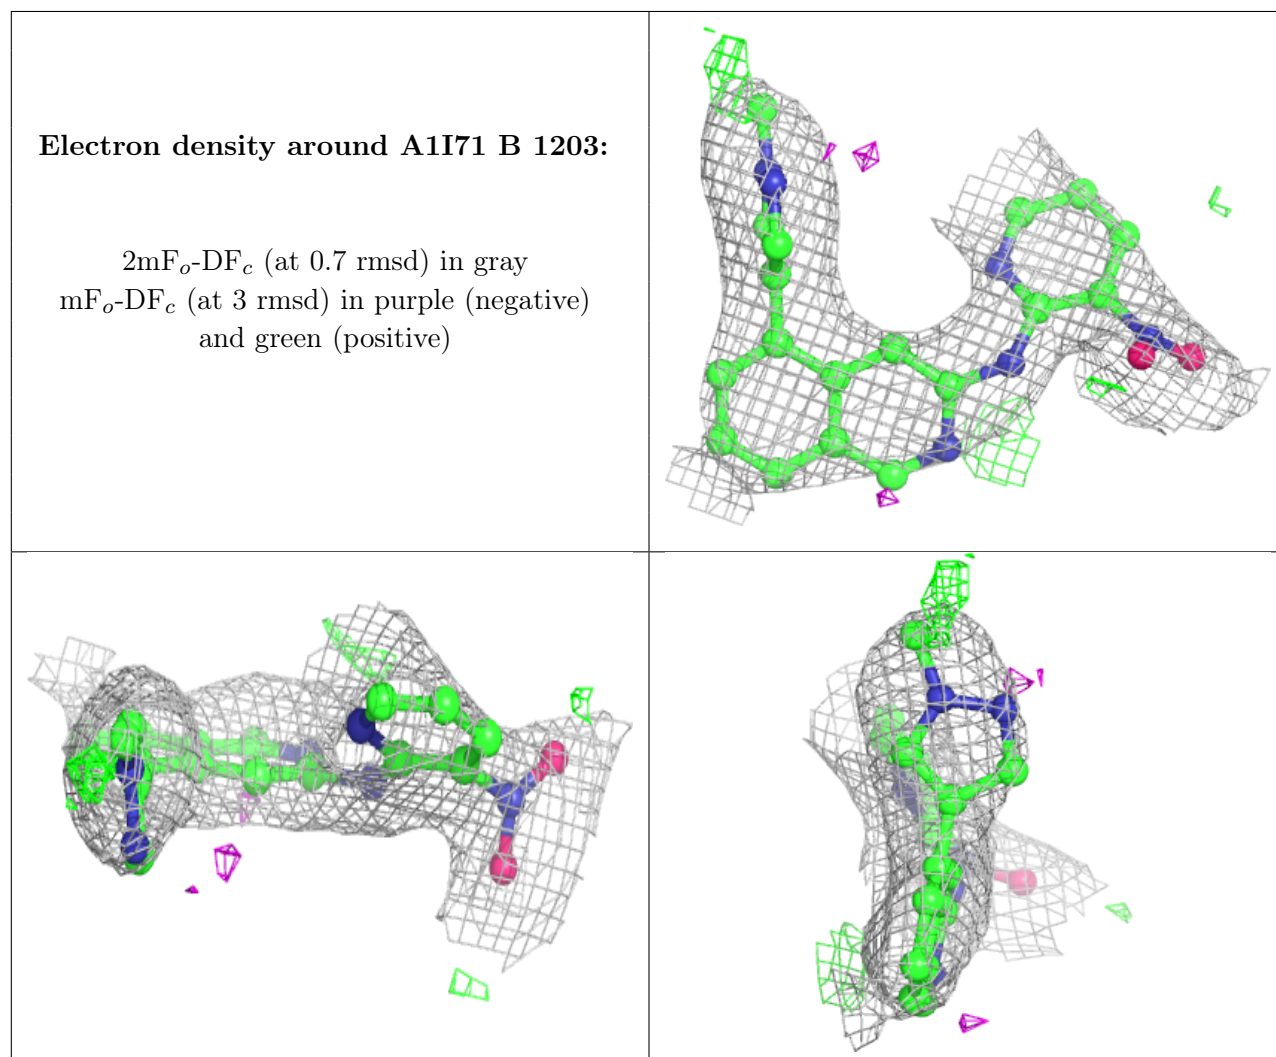 Electron density around A1I71 B 1203:
2mFo-DFc (at 0.7 rmsd) in gray
mFo-DFc (at 3 rmsd) in purple (negative)
and green (positive)